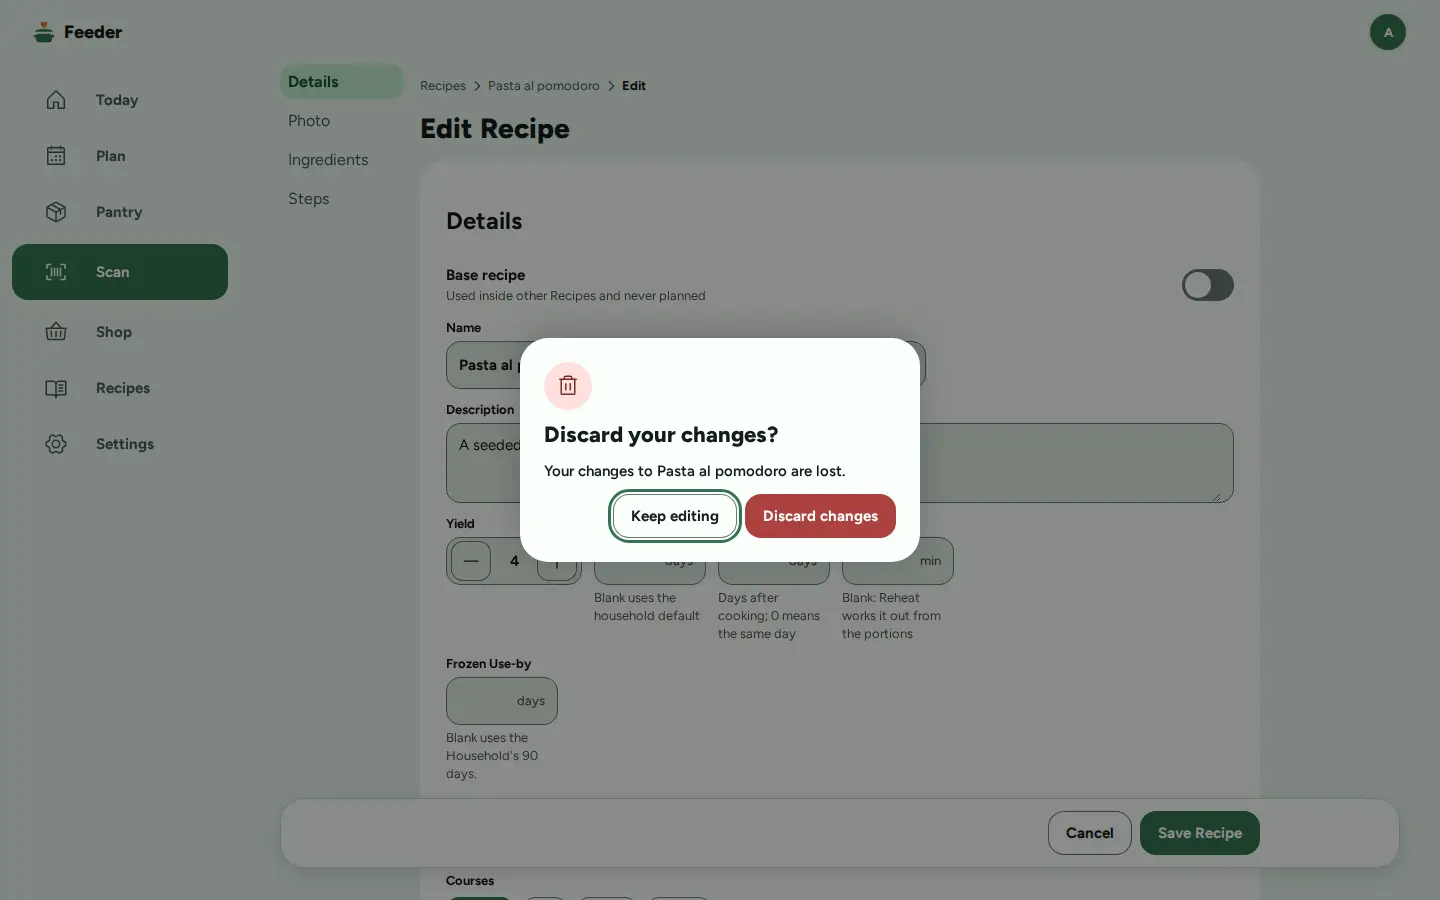 Feeder
A
Today
Plan
Pantry
Scan
Shop
Recipes
Settings
Details
Photo
Ingredients
Steps
Recipes > Pasta al pomodoro > Edit
Edit Recipe
Details
Base recipe
Used inside other Recipes and never planned
Name
Pasta al
Description
A seeded
Discard your changes?
Your changes to Pasta al pomodoro are lost.
Keep editing
Discard changes
Yield
4
days
days
min
Blank uses the
household default
Days after
cooking; 0 means
the same day
Blank: Reheat
works it out from
the portions
Frozen Use-by
days
Blank uses the
Household's 90
days.
Cancel
Save Recipe
Courses